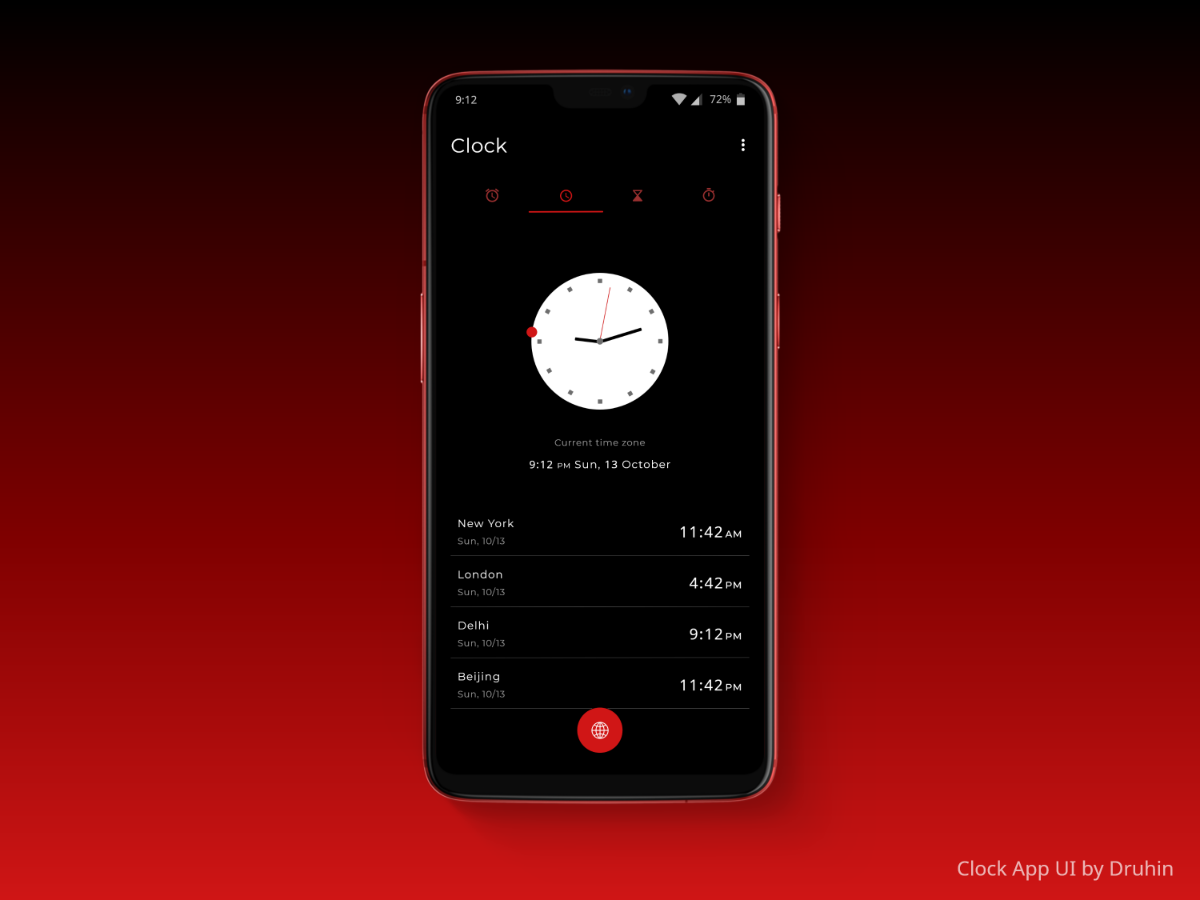 9:12
72%
Clock
Current time zone
9:12 PM Sun, 13 October
New York
11:42 AM
Sun, 10/13
London
4:42 PM
Sun, 10/13
Delhi
9:12 PM
Sun, 10/13
Beijing
11:42 PM
Sun, 10/13
Clock App UI by Druhin